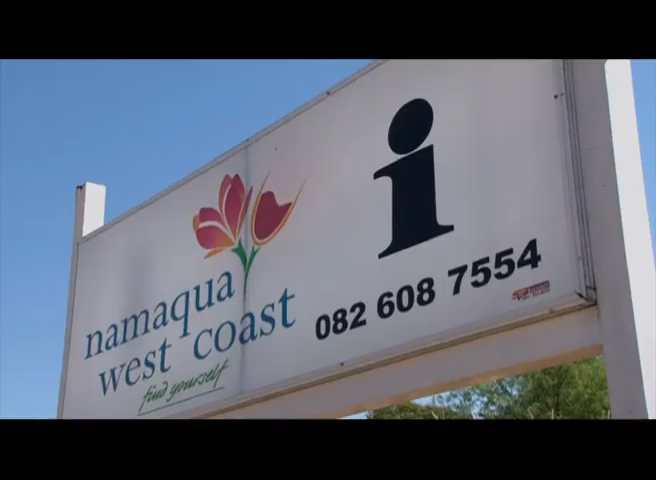 namaqua
west coast
find yourself
i
082 608 7554